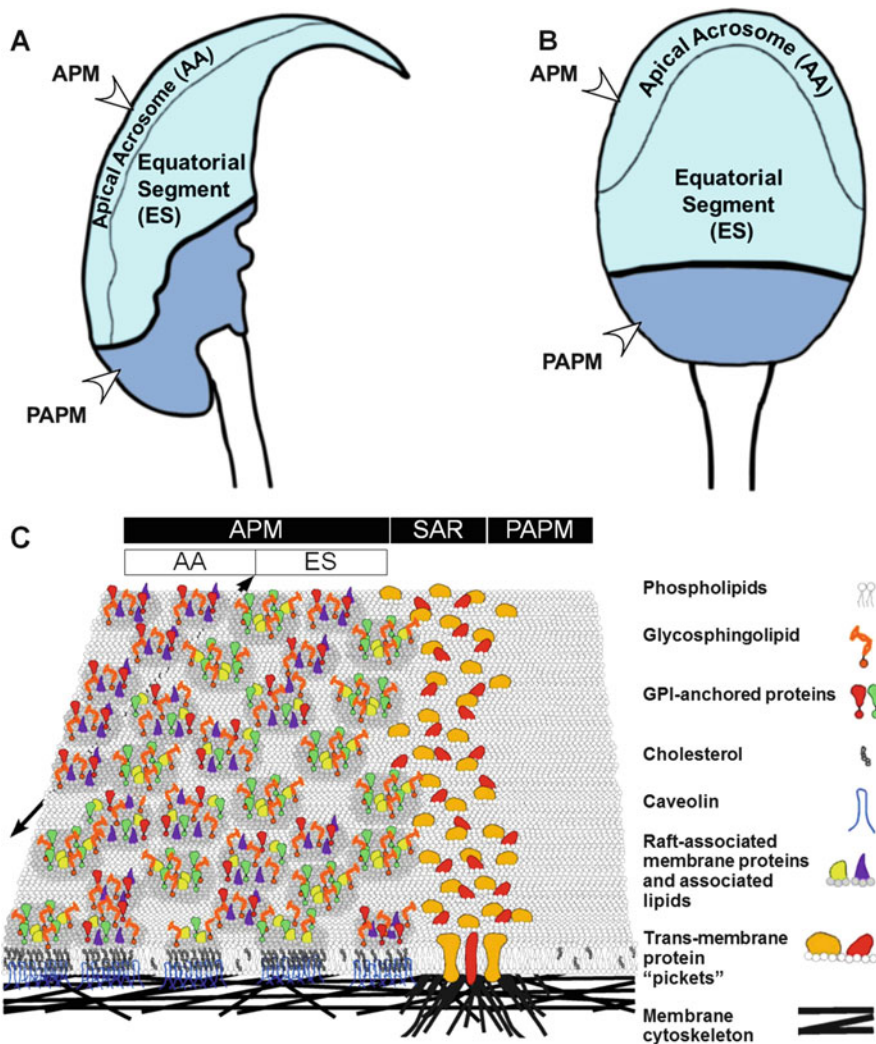 A
APM
Apical Acrosome (AA)
Equatorial
Segment
(ES)
PAPM
B
APM
Apical Acrosome (AA)
Equatorial
Segment
(ES)
PAPM
C
APM SAR PAPM
AA ES
Phospholipids
Glycosphingolipid
GPI-anchored proteins
Cholesterol
Caveolin
Raft-associated
membrane proteins
and associated
lipids
Trans-membrane
protein
“pickets”
Membrane
cytoskeleton